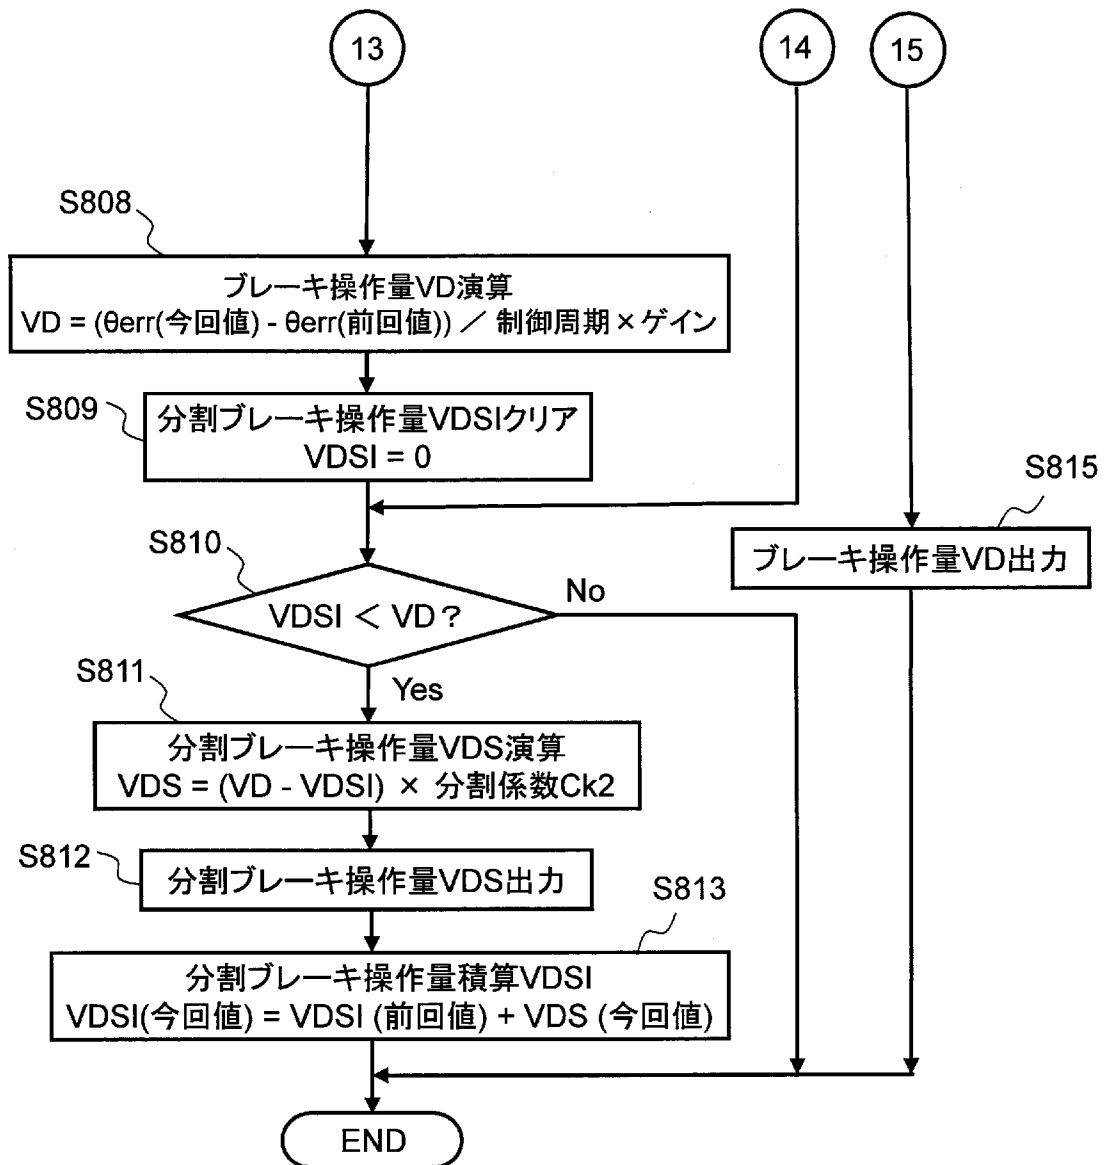 13
14
15
S808
ブレーキ操作量VD演算
VD = (θerr(今回値) - θerr(前回値)) ／ 制御周期 × ゲイン
S809
分割ブレーキ操作量VDSIクリア
VDSI = 0
S815
ブレーキ操作量VD出力
S810
VDSI ＜ VD ?
No
Yes
S811
分割ブレーキ操作量VDS演算
VDS = (VD - VDSI) × 分割係数Ck2
S812
分割ブレーキ操作量VDS出力
S813
分割ブレーキ操作量積算VDSI
VDSI(今回値) = VDSI (前回値) + VDS (今回値)
END